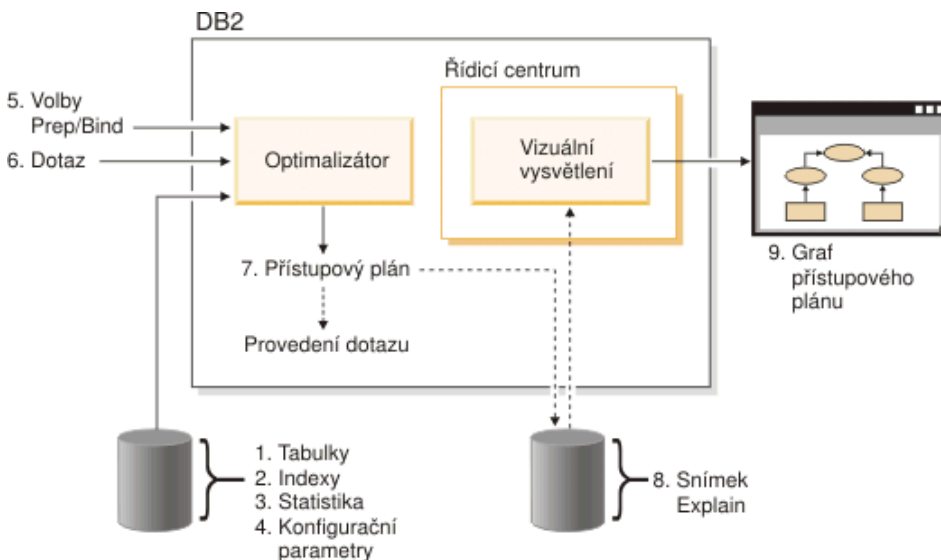 DB2
Řídicí centrum
5. Volby
Prep/Bind
6. Dotaz
Optimalizátor
Vizuální
vysvětlení
7. Přístupový plán
Provedení dotazu
9. Graf
přístupového
plánu
1. Tabulky
2. Indexy
3. Statistika
4. Konfigurační
parametry
8. Snímek
Explain